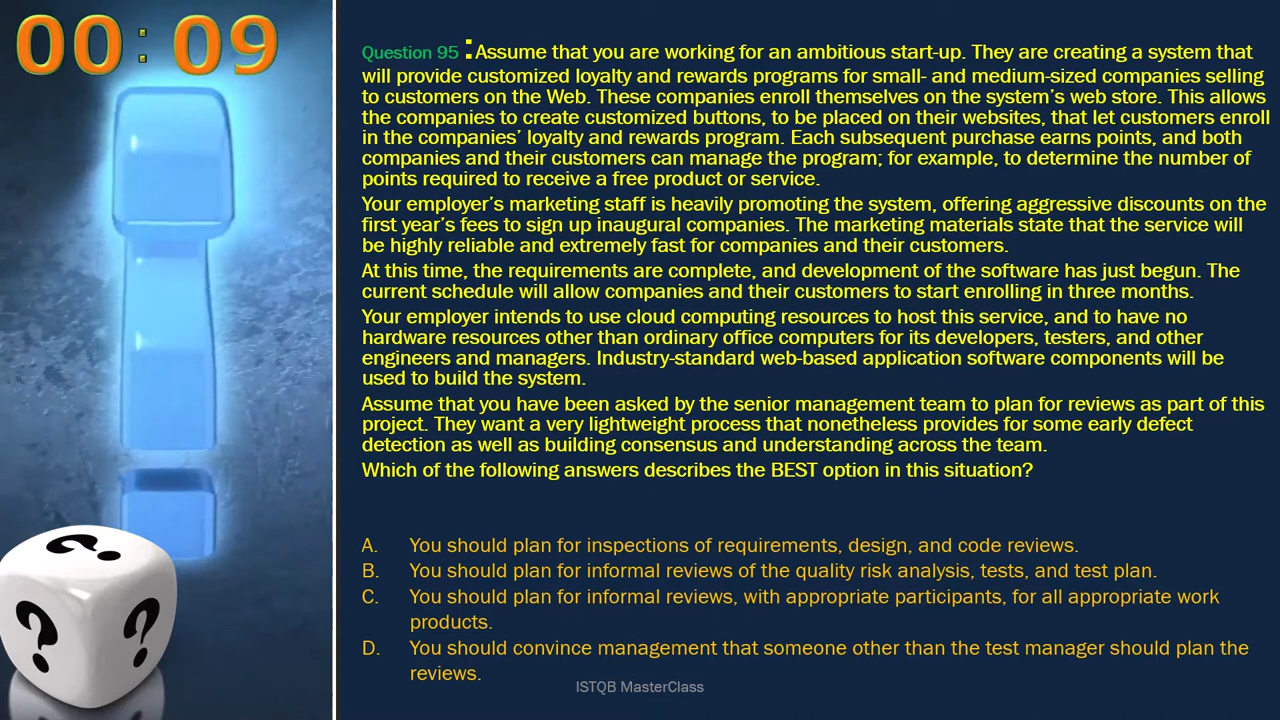 00:09
Question 95 : Assume that you are working for an ambitious start-up. They are creating a system that
will provide customized loyalty and rewards programs for small- and medium-sized companies selling
to customers on the Web. These companies enroll themselves on the system's web store. This allows
the companies to create customized buttons, to be placed on their websites, that let customers enroll
in the companies' loyalty and rewards program. Each subsequent purchase earns points, and both
companies and their customers can manage the program; for example, to determine the number of
points required to receive a free product or service.
Your employer's marketing staff is heavily promoting the system, offering aggressive discounts on the
first year's fees to sign up inaugural companies. The marketing materials state that the service will
be highly reliable and extremely fast for companies and their customers.
At this time, the requirements are complete, and development of the software has just begun. The
current schedule will allow companies and their customers to start enrolling in three months.
Your employer intends to use cloud computing resources to host this service, and to have no
hardware resources other than ordinary office computers for its developers, testers, and other
engineers and managers. Industry-standard web-based application software components will be
used to build the system.
Assume that you have been asked by the senior management team to plan for reviews as part of this
project. They want a very lightweight process that nonetheless provides for some early defect
detection as well as building consensus and understanding across the team.
Which of the following answers describes the BEST option in this situation?
A. You should plan for inspections of requirements, design, and code reviews.
B. You should plan for informal reviews of the quality risk analysis, tests, and test plan.
C. You should plan for informal reviews, with appropriate participants, for all appropriate work
products.
D. You should convince management that someone other than the test manager should plan the
reviews.
ISTQB MasterClass
? ? ?